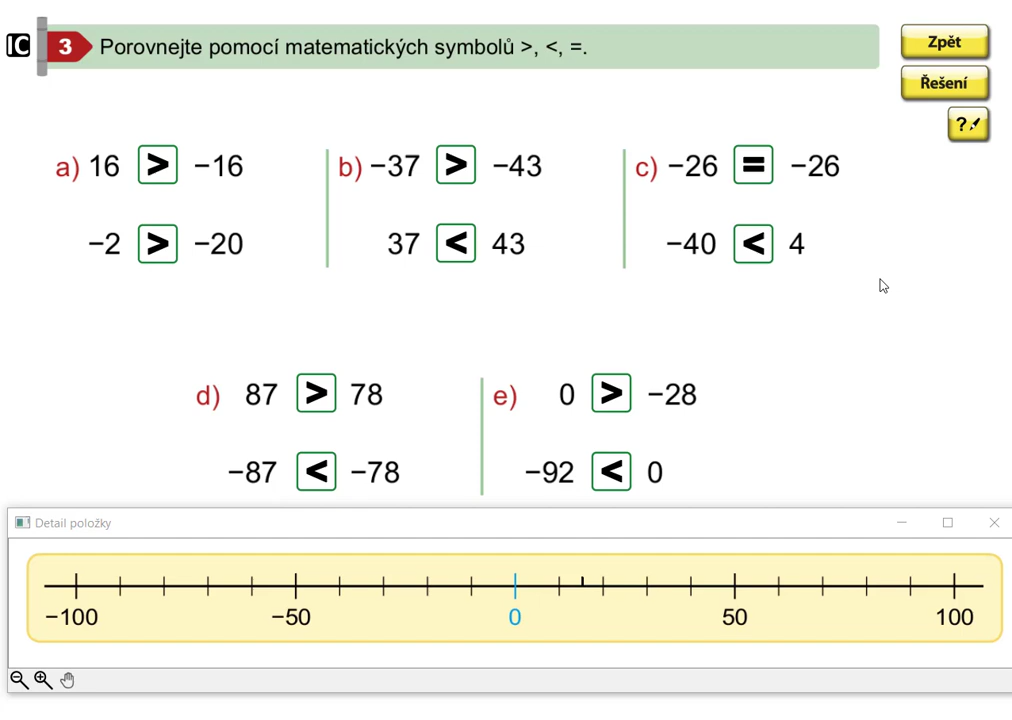 IC 3 Porovnejte pomocí matematických symbolů >, <, =.
Zpět
Řešení
?
a) 16 > −16
−2 > −20
b) −37 > −43
37 < 43
c) −26 = −26
−40 < 4
d) 87 > 78
−87 < −78
e) 0 > −28
−92 < 0
Detail položky
−100 −50 0 50 100